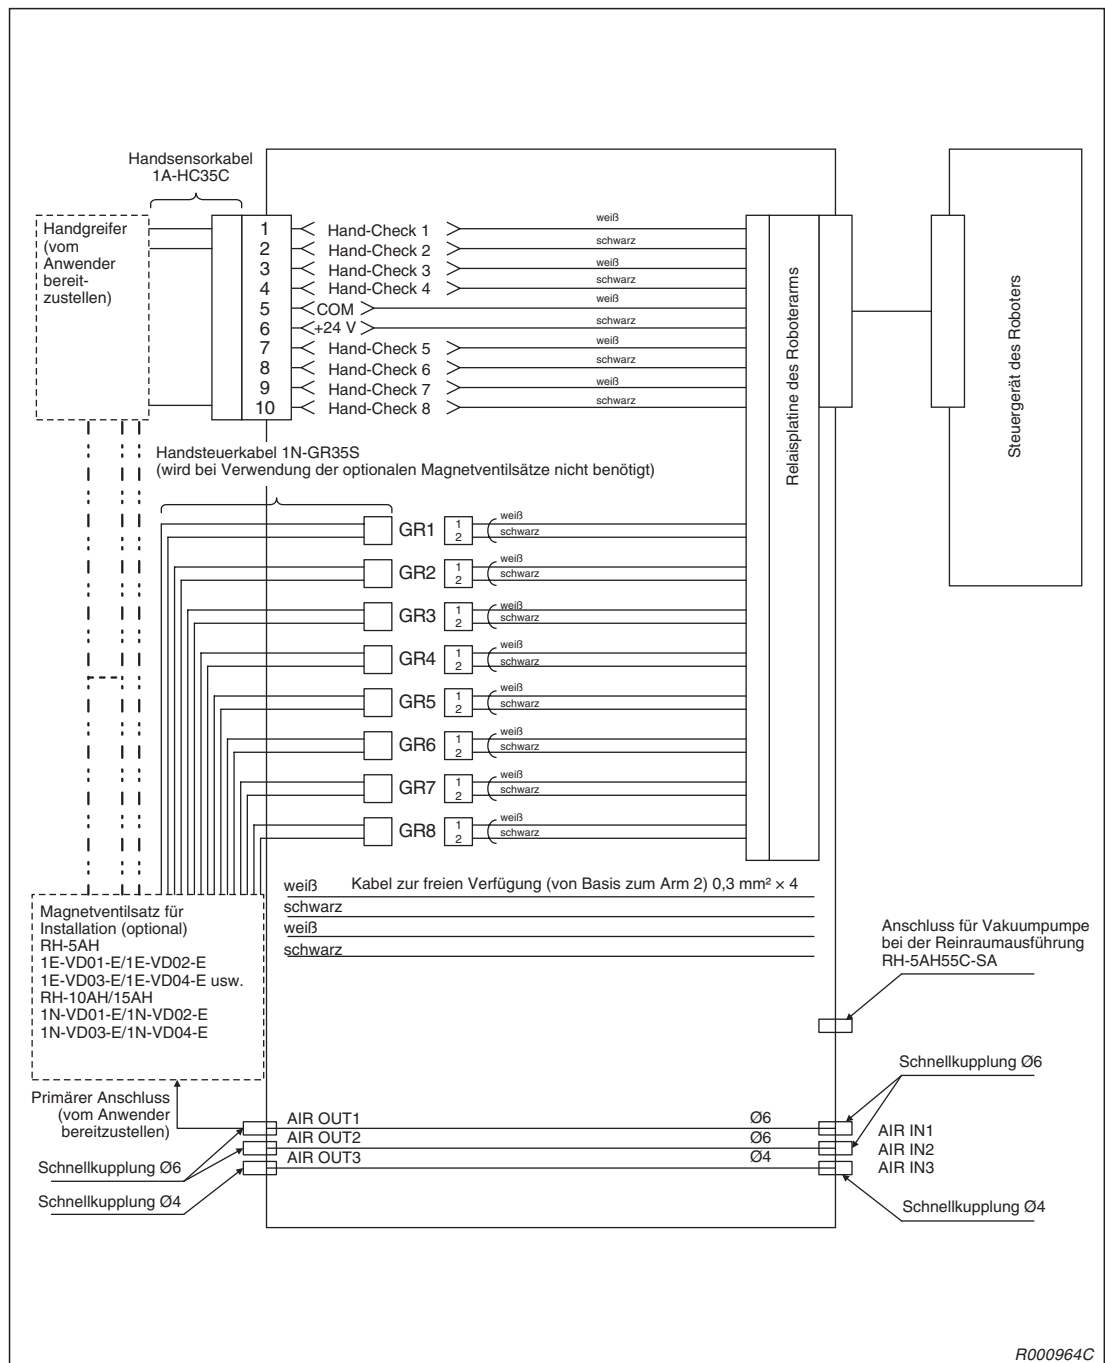 Handsensorkabel
1A-HC35C
Handgreifer
(vom
Anwender
bereit-
zustellen)
1 Hand-Check 1 weiß
2 Hand-Check 2 schwarz
3 Hand-Check 3 weiß
4 Hand-Check 4 schwarz
5 COM weiß
6 +24 V schwarz
7 Hand-Check 5 weiß
8 Hand-Check 6 schwarz
9 Hand-Check 7 weiß
10 Hand-Check 8 schwarz
Relaisplatine des Roboterarms
Steuergerät des Roboters
Handsteuerkabel 1N-GR35S
(wird bei Verwendung der optionalen Magnetventilsätze nicht benötigt)
GR1 1 weiß
2 schwarz
GR2 1 weiß
2 schwarz
GR3 1 weiß
2 schwarz
GR4 1 weiß
2 schwarz
GR5 1 weiß
2 schwarz
GR6 1 weiß
2 schwarz
GR7 1 weiß
2 schwarz
GR8 1 weiß
2 schwarz
weiß Kabel zur freien Verfügung (von Basis zum Arm 2) 0,3 mm² × 4
schwarz
weiß
schwarz
Magnetventilsatz für
Installation (optional)
RH-5AH
1E-VD01-E/1E-VD02-E
1E-VD03-E/1E-VD04-E usw.
RH-10AH/15AH
1N-VD01-E/1N-VD02-E
1N-VD03-E/1N-VD04-E
Anschluss für Vakuumpumpe
bei der Reinraumausführung
RH-5AH55C-SA
Schnellkupplung Ø6
Primärer Anschluss
(vom Anwender
bereitzustellen)
AIR OUT1 Ø6 AIR IN1
AIR OUT2 Ø6 AIR IN2
AIR OUT3 Ø4 AIR IN3
Schnellkupplung Ø6
Schnellkupplung Ø4
Schnellkupplung Ø4
R000964C